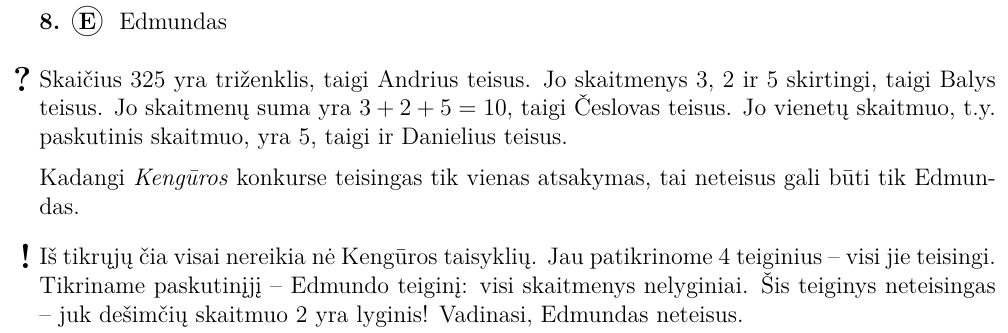 8. Ⓔ Edmundas
? Skaičius 325 yra triženklis, taigi Andrius teisus. Jo skaitmenys 3, 2 ir 5 skirtingi, taigi Balys
teisus. Jo skaitmenų suma yra 3 + 2 + 5 = 10, taigi Česlovas teisus. Jo vienetų skaitmuo, t.y.
paskutinis skaitmuo, yra 5, taigi ir Danielius teisus.
Kadangi Kengūros konkurse teisingas tik vienas atsakymas, tai neteisus gali būti tik Edmun-
das.
! Iš tikrųjų čia visai nereikia nė Kengūros taisyklių. Jau patikrinome 4 teiginius – visi jie teisingi.
Tikriname paskutinįjį – Edmundo teiginį: visi skaitmenys nelyginiai. Šis teiginys neteisingas
– juk dešimčių skaitmuo 2 yra lyginis! Vadinasi, Edmundas neteisus.